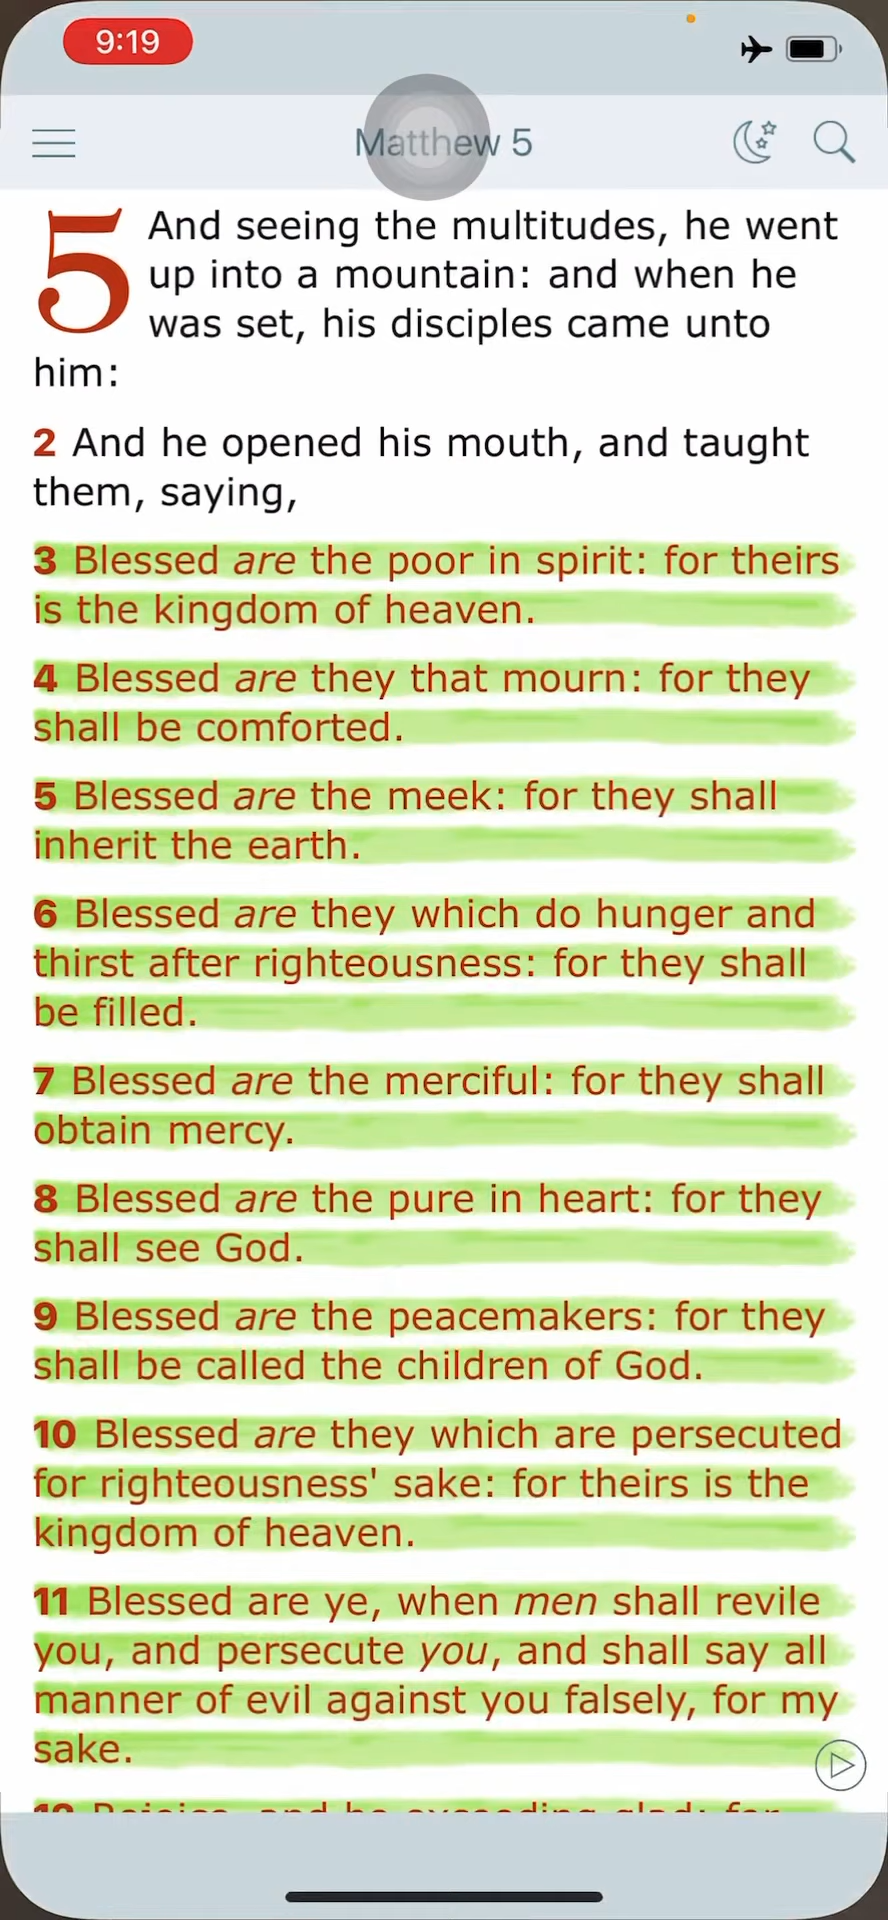 9:19
Matthew 5
5 And seeing the multitudes, he went
up into a mountain: and when he
was set, his disciples came unto
him:
2 And he opened his mouth, and taught
them, saying,
3 Blessed are the poor in spirit: for theirs
is the kingdom of heaven.
4 Blessed are they that mourn: for they
shall be comforted.
5 Blessed are the meek: for they shall
inherit the earth.
6 Blessed are they which do hunger and
thirst after righteousness: for they shall
be filled.
7 Blessed are the merciful: for they shall
obtain mercy.
8 Blessed are the pure in heart: for they
shall see God.
9 Blessed are the peacemakers: for they
shall be called the children of God.
10 Blessed are they which are persecuted
for righteousness' sake: for theirs is the
kingdom of heaven.
11 Blessed are ye, when men shall revile
you, and persecute you, and shall say all
manner of evil against you falsely, for my
sake.
12 Rejoice, and be exceeding glad: for